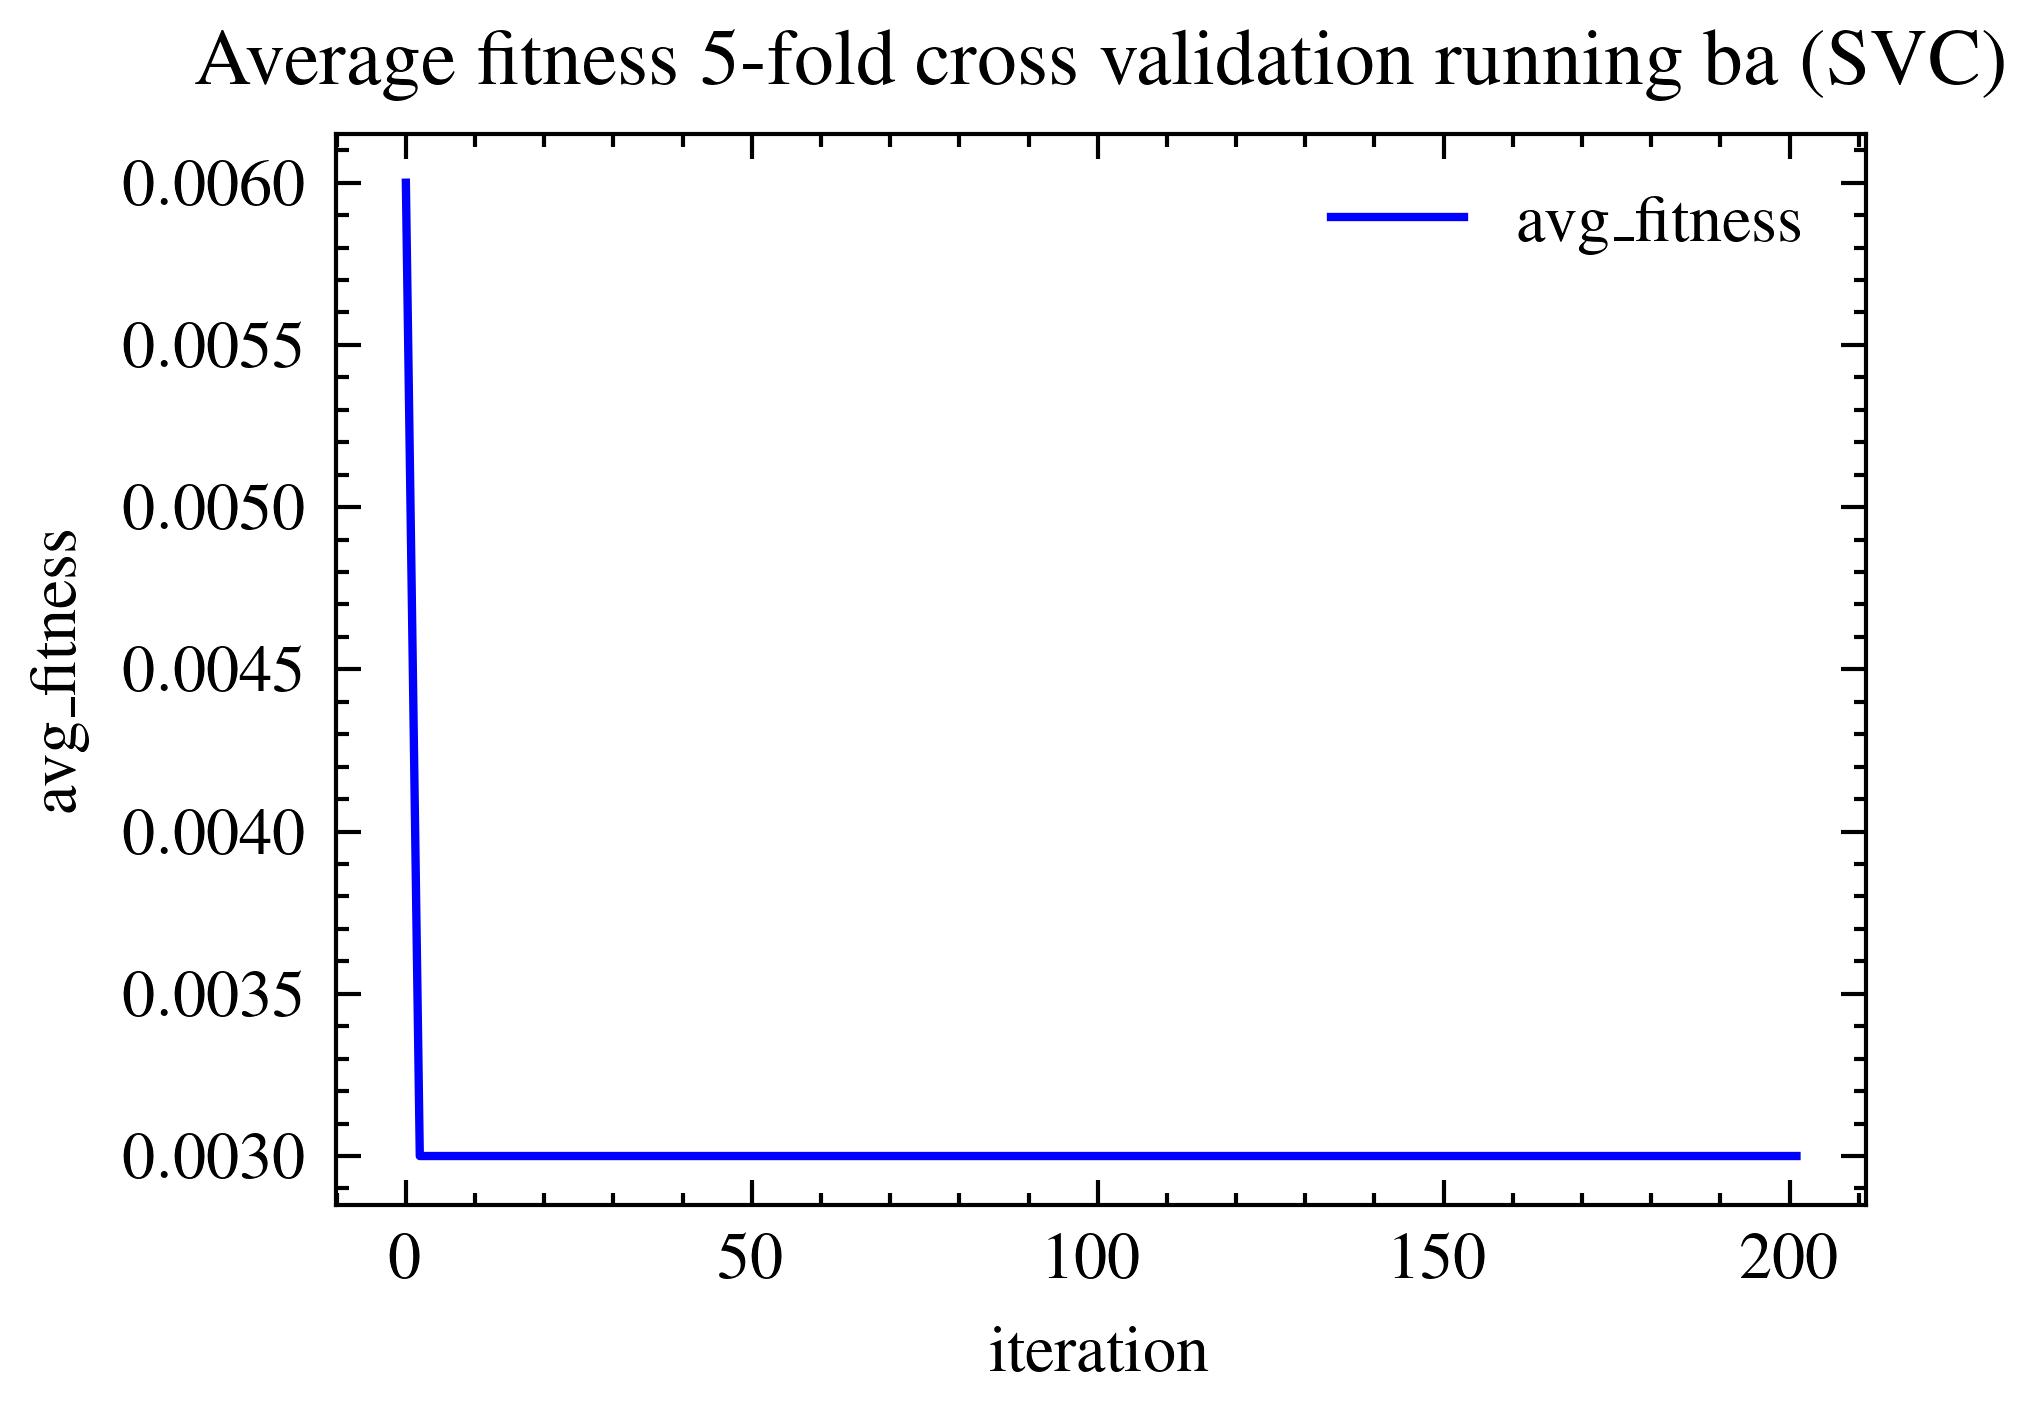 Average fitness 5-fold cross validation running ba (SVC)
avg_fitness
0.0060
0.0055
0.0050
0.0045
0.0040
0.0035
0.0030
avg_fitness
0 50 100 150 200
iteration